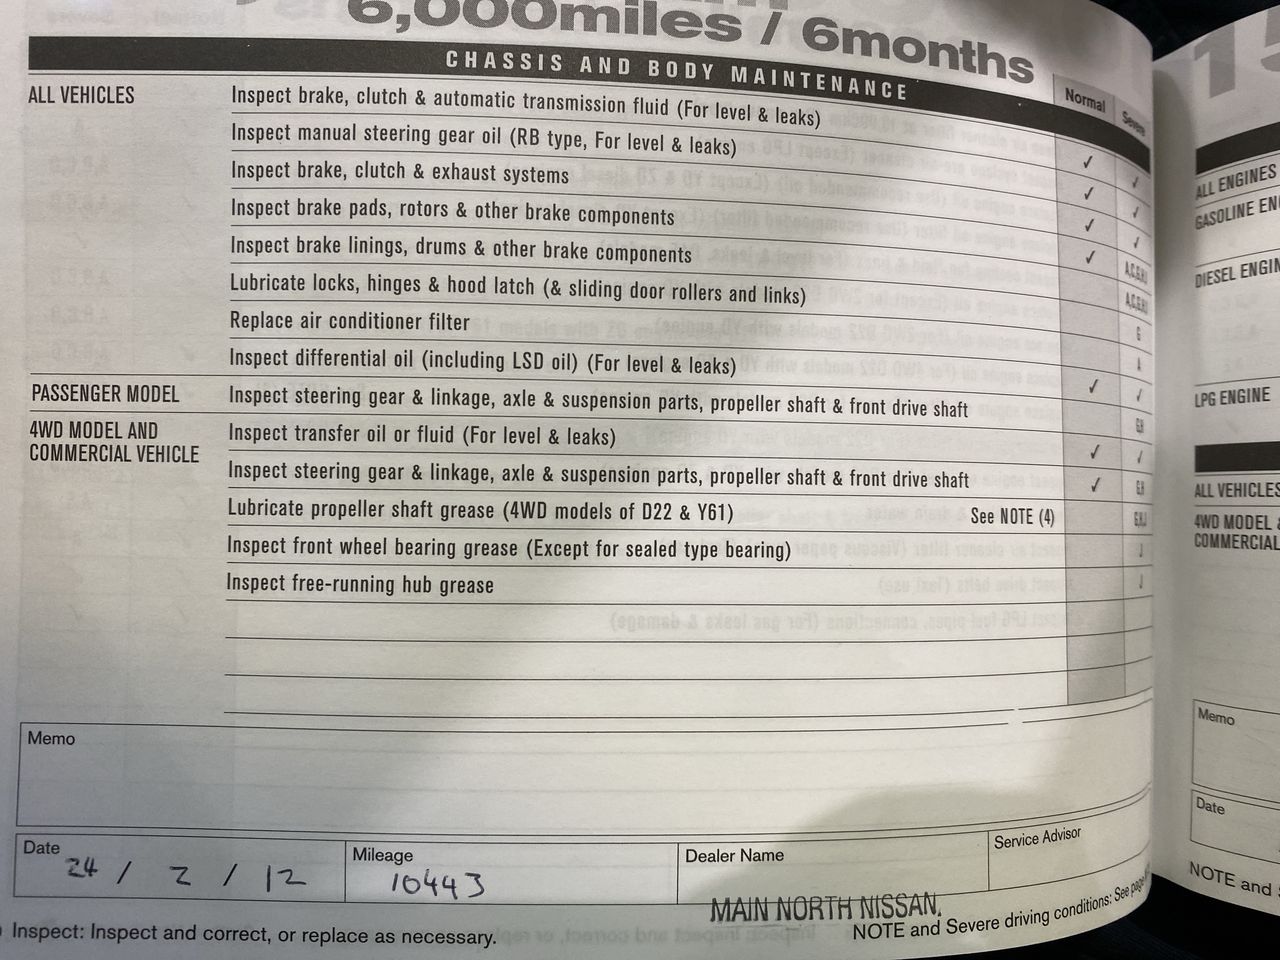 6,000miles / 6months
CHASSIS AND BODY MAINTENANCE
Normal
Severe
ALL VEHICLES
Inspect brake, clutch & automatic transmission fluid (For level & leaks) ✓ ✓
Inspect manual steering gear oil (RB type, For level & leaks) ✓ ✓
Inspect brake, clutch & exhaust systems ✓ ✓
Inspect brake pads, rotors & other brake components ✓
Inspect brake linings, drums & other brake components
Lubricate locks, hinges & hood latch (& sliding door rollers and links) G
Replace air conditioner filter A
Inspect differential oil (including LSD oil) (For level & leaks) ✓ ✓
PASSENGER MODEL
Inspect steering gear & linkage, axle & suspension parts, propeller shaft & front drive shaft G,H
4WD MODEL AND
COMMERCIAL VEHICLE
Inspect transfer oil or fluid (For level & leaks) ✓ ✓
Inspect steering gear & linkage, axle & suspension parts, propeller shaft & front drive shaft ✓ G,H
Lubricate propeller shaft grease (4WD models of D22 & Y61) See NOTE (4)
Inspect front wheel bearing grease (Except for sealed type bearing) J
Inspect free-running hub grease J
Memo
Date
24 / 2 / 12
Mileage
10443
Dealer Name
MAIN NORTH NISSAN.
Service Advisor
Inspect: Inspect and correct, or replace as necessary.
NOTE and Severe driving conditions: See page
15
ALL ENGINES
GASOLINE
DIESEL
LPG ENGINE
ALL VEHICLES
4WD MODEL
COMMERCIAL
Memo
Date
NOTE and